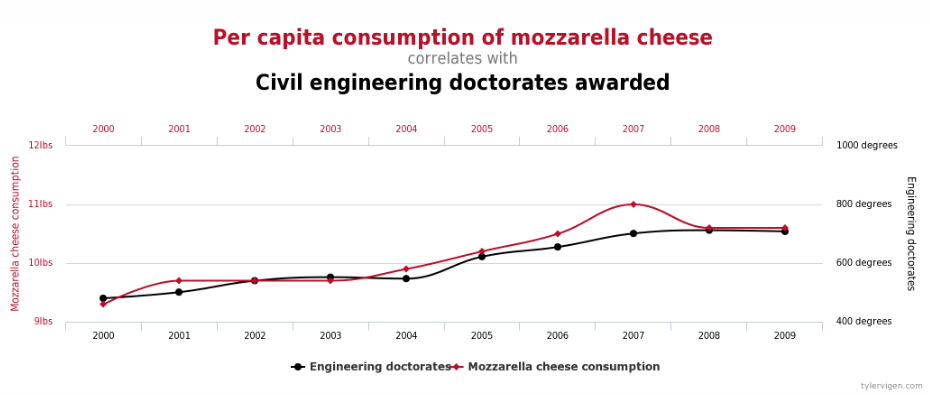 Per capita consumption of mozzarella cheese
correlates with
Civil engineering doctorates awarded
2000 2001 2002 2003 2004 2005 2006 2007 2008 2009
12lbs 1000 degrees
11lbs 800 degrees
10lbs 600 degrees
9lbs 400 degrees
Mozzarella cheese consumption
Engineering doctorates
2000 2001 2002 2003 2004 2005 2006 2007 2008 2009
Engineering doctorates Mozzarella cheese consumption
tylervigen.com